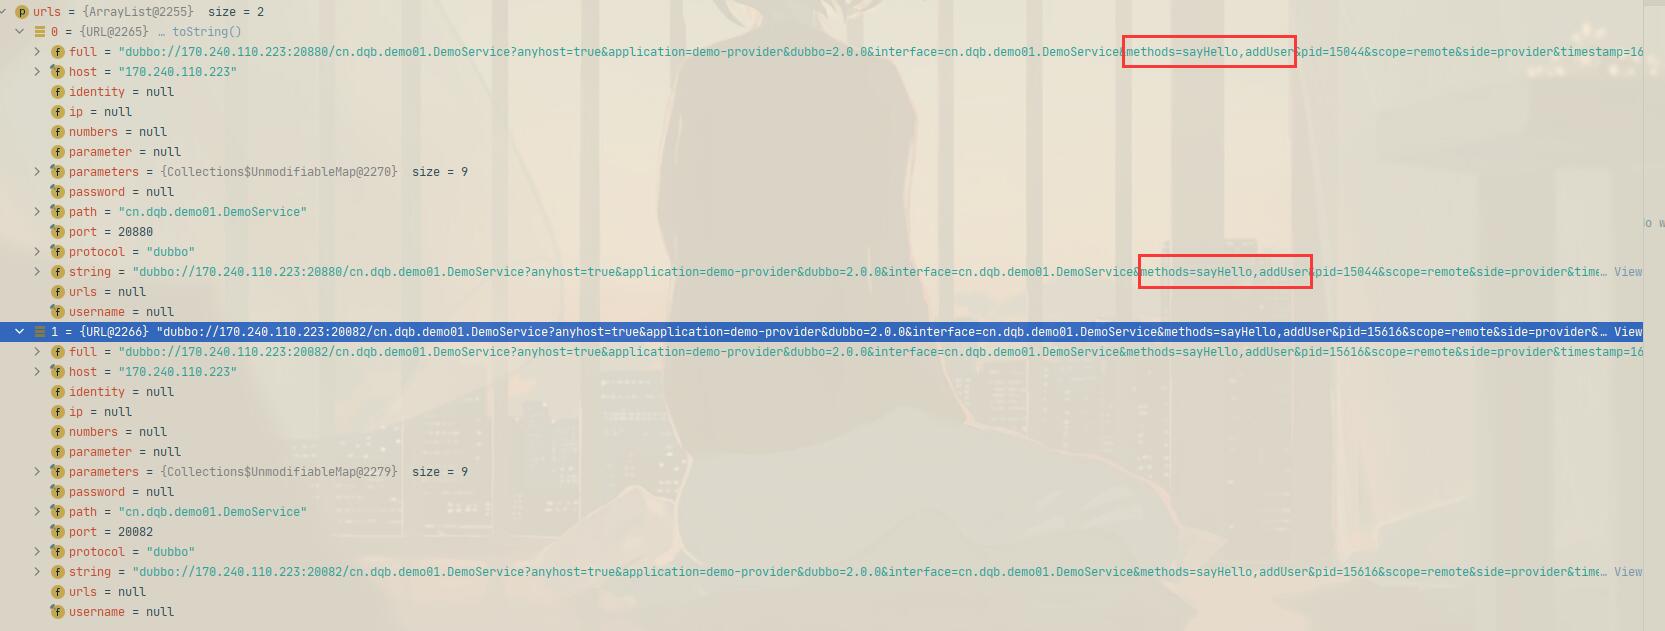 p urls = {ArrayList@2255} size = 2
0 = {URL@2265} … toString()
f full = "dubbo://170.240.110.223:20880/cn.dqb.demo01.DemoService?anyhost=true&application=demo-provider&dubbo=2.0.0&interface=cn.dqb.demo01.DemoService&methods=sayHello,addUser&pid=15044&scope=remote&side=provider&timestamp=16
f host = "170.240.110.223"
f identity = null
f ip = null
f numbers = null
f parameter = null
f parameters = {Collections$UnmodifiableMap@2270} size = 9
f password = null
f path = "cn.dqb.demo01.DemoService"
f port = 20880
f protocol = "dubbo"
f string = "dubbo://170.240.110.223:20880/cn.dqb.demo01.DemoService?anyhost=true&application=demo-provider&dubbo=2.0.0&interface=cn.dqb.demo01.DemoService&methods=sayHello,addUser&pid=15044&scope=remote&side=provider&time… View
f urls = null
f username = null
1 = {URL@2266} "dubbo://170.240.110.223:20082/cn.dqb.demo01.DemoService?anyhost=true&application=demo-provider&dubbo=2.0.0&interface=cn.dqb.demo01.DemoService&methods=sayHello,addUser&pid=15616&scope=remote&side=provider&… View
f full = "dubbo://170.240.110.223:20082/cn.dqb.demo01.DemoService?anyhost=true&application=demo-provider&dubbo=2.0.0&interface=cn.dqb.demo01.DemoService&methods=sayHello,addUser&pid=15616&scope=remote&side=provider&timestamp=16
f host = "170.240.110.223"
f identity = null
f ip = null
f numbers = null
f parameter = null
f parameters = {Collections$UnmodifiableMap@2279} size = 9
f password = null
f path = "cn.dqb.demo01.DemoService"
f port = 20082
f protocol = "dubbo"
f string = "dubbo://170.240.110.223:20082/cn.dqb.demo01.DemoService?anyhost=true&application=demo-provider&dubbo=2.0.0&interface=cn.dqb.demo01.DemoService&methods=sayHello,addUser&pid=15616&scope=remote&side=provider&time… View
f urls = null
f username = null